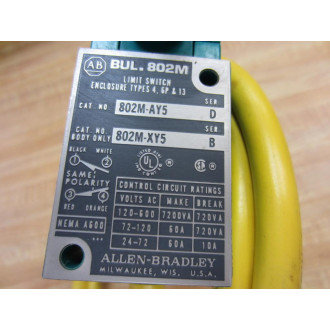 AB BUL. 802M
LIMIT SWITCH
ENCLOSURE TYPES 4, 6P & 13
CAT. NO. 802M-AY5 SER. D
CAT. NO. BODY ONLY 802M-XY5 SER. B
BLACK WHITE
1 2
SAME POLARITY
3 4
RED ORANGE
NEMA A600
UL LISTED
CONTROL CIRCUIT RATINGS
VOLTS AC MAKE BREAK
120-600 7200VA 720VA
72-120 60A 720VA
24-72 60A 10A
ALLEN-BRADLEY
MILWAUKEE, WIS. U.S.A.